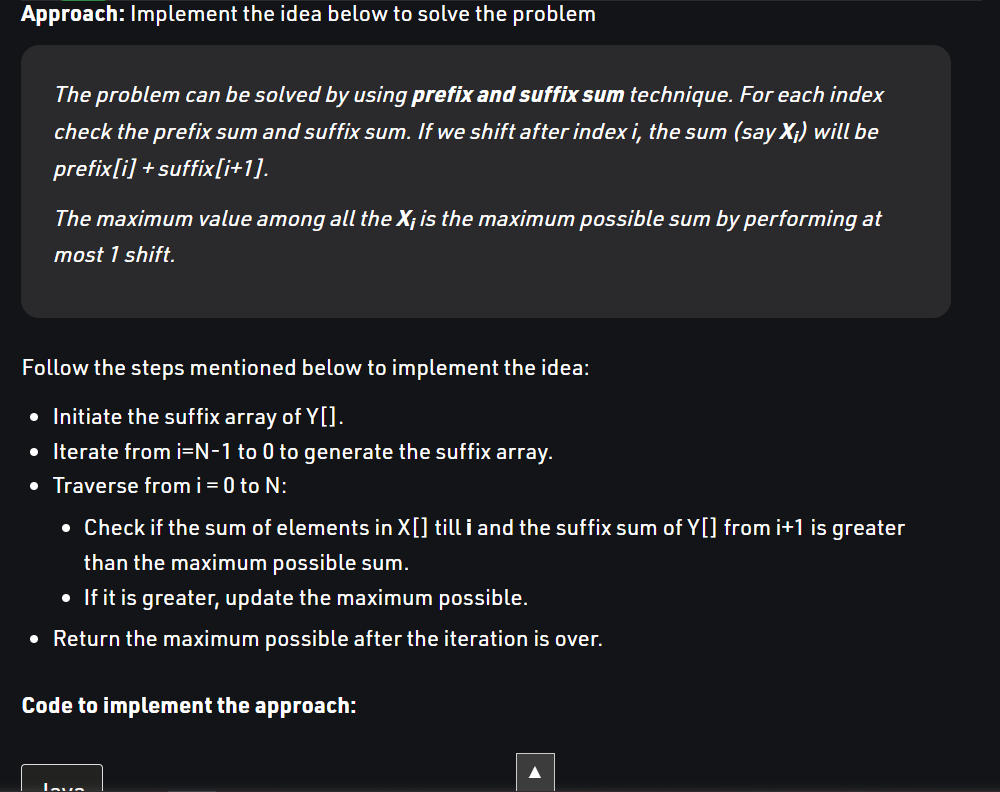 Approach: Implement the idea below to solve the problem
The problem can be solved by using prefix and suffix sum technique. For each index
check the prefix sum and suffix sum. If we shift after index i, the sum (say Xi) will be
prefix[i] + suffix[i+1].
The maximum value among all the Xi is the maximum possible sum by performing at
most 1 shift.
Follow the steps mentioned below to implement the idea:
• Initiate the suffix array of Y[].
• Iterate from i=N-1 to 0 to generate the suffix array.
• Traverse from i = 0 to N:
• Check if the sum of elements in X[] till i and the suffix sum of Y[] from i+1 is greater
than the maximum possible sum.
• If it is greater, update the maximum possible.
• Return the maximum possible after the iteration is over.
Code to implement the approach:
Java
▲